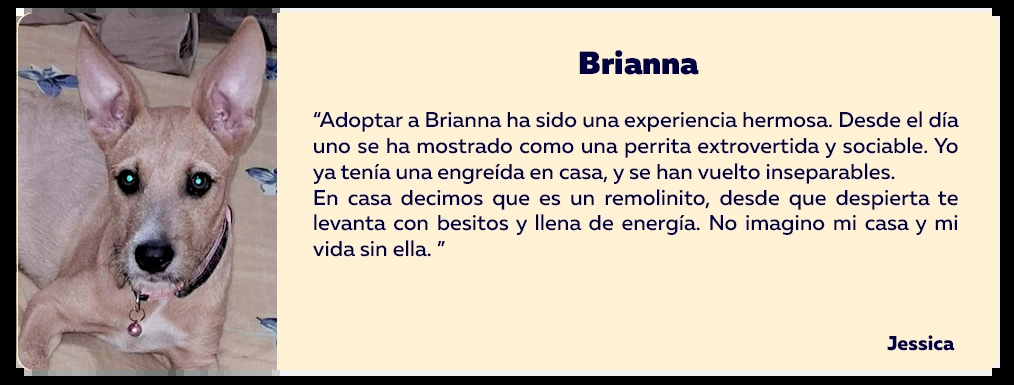 Brianna
“Adoptar a Brianna ha sido una experiencia hermosa. Desde el día
uno se ha mostrado como una perrita extrovertida y sociable. Yo
ya tenía una engreída en casa, y se han vuelto inseparables.
En casa decimos que es un remolinito, desde que despierta te
levanta con besitos y llena de energía. No imagino mi casa y mi
vida sin ella. ”
Jessica